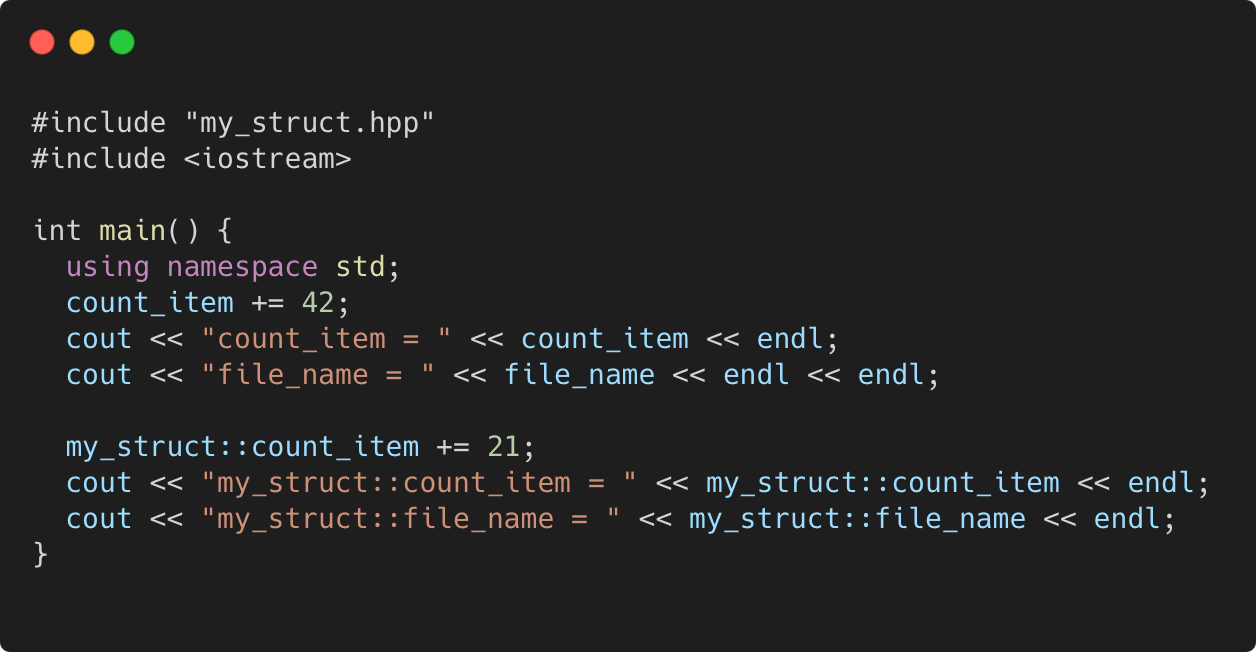 #include "my_struct.hpp"
#include <iostream>

int main() {
  using namespace std;
  count_item += 42;
  cout << "count_item = " << count_item << endl;
  cout << "file_name = " << file_name << endl << endl;

  my_struct::count_item += 21;
  cout << "my_struct::count_item = " << my_struct::count_item << endl;
  cout << "my_struct::file_name = " << my_struct::file_name << endl;
}